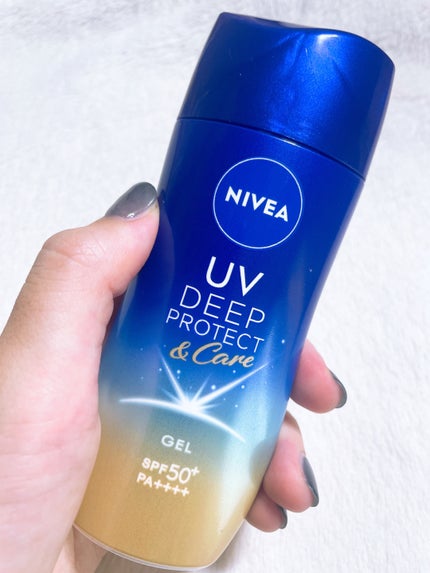 NIVEA
UV
DEEP
PROTECT
& Care
GEL
SPF50+
PA++++